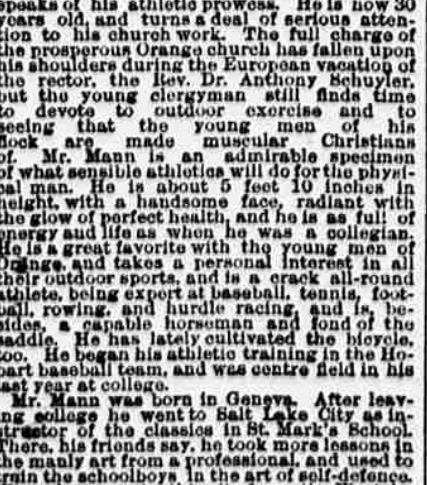 speaks of his athletic prowess. He is now 30
years old, and turns a deal of serious atten-
tion to his church work. The full charge of
the prosperous Orange church has fallen upon
his shoulders during the European vacation of
the rector, the Rev. Dr. Anthony Schuyler,
but the young clergyman still finds time
to devote to outdoor exercise and to
seeing that the young men of his
flock are made muscular Christians
of. Mr. Mann is an admirable specimen
of what sensible athletics will do for the physi-
cal man. He is about 5 feet 10 inches in
height, with a handsome face, radiant with
the glow of perfect health, and he is as full of
energy and life as when he was a collegian.
He is a great favorite with the young men of
Orange, and takes a personal interest in all
their outdoor sports, and is a crack all-round
athlete, being expert at baseball, tennis, foot-
ball, rowing, and hurdle racing, and is, be-
sides, a capable horseman and fond of the
saddle. He has lately cultivated the bicycle,
too. He began his athletic training in the Ho-
bart baseball team, and was centre field in his
last year at college.
Mr. Mann was born in Geneva. After leav-
ing college he went to Salt Lake City as in-
structor of the classics in St. Mark's School.
There, his friends say, he took more lessons in
the manly art from a professional, and used to
train the schoolboys in the art of self-defence.